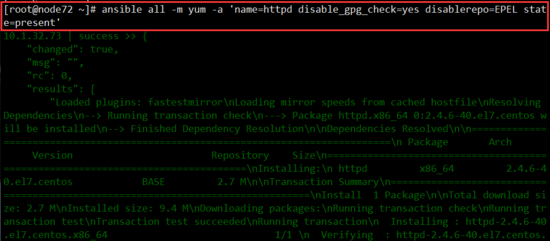 [root@node72 ~]# ansible all -m yum -a 'name=httpd disable_gpg_check=yes disablerepo=EPEL stat
e=present'
10.1.32.73 | success >> {
"changed": true,
"msg": "",
"rc": 0,
"results": [
"Loaded plugins: fastestmirror\nLoading mirror speeds from cached hostfile\nResolving
Dependencies\n--> Running transaction check\n---> Package httpd.x86_64 0:2.4.6-40.el7.centos w
ill be installed\n--> Finished Dependency Resolution\n\nDependencies Resolved\n\n==============
================================================================\n Package Arch
Version Repository Size\n====================================
==========================================\nInstalling:\n httpd x86_64 2.4.6-4
0.el7.centos BASE 2.7 M\n\nTransaction Summary\n=========================
=====================================================\nInstall 1 Package\n\nTotal download si
ze: 2.7 M\nInstalled size: 9.4 M\nDownloading packages:\nRunning transaction check\nRunning tr
ansaction test\nTransaction test succeeded\nRunning transaction\n Installing : httpd-2.4.6-40
.el7.centos.x86_64 1/1 \n Verifying : httpd-2.4.6-40.el7.cent